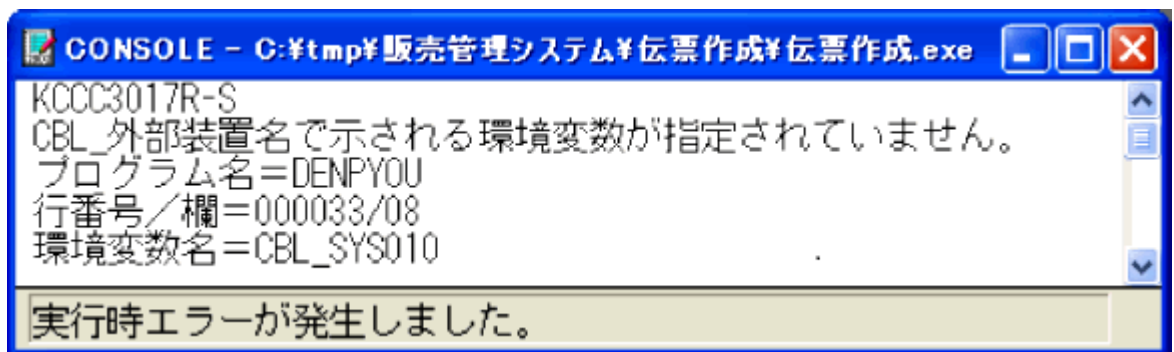 CONSOLE - C:¥tmp¥販売管理システム¥伝票作成¥伝票作成.exe
KCCC3017R-S
CBL_外部装置名で示される環境変数が指定されていません。
プログラム名＝DENPYOU
行番号／欄＝000033/08
環境変数名＝CBL_SYS010
実行時エラーが発生しました。